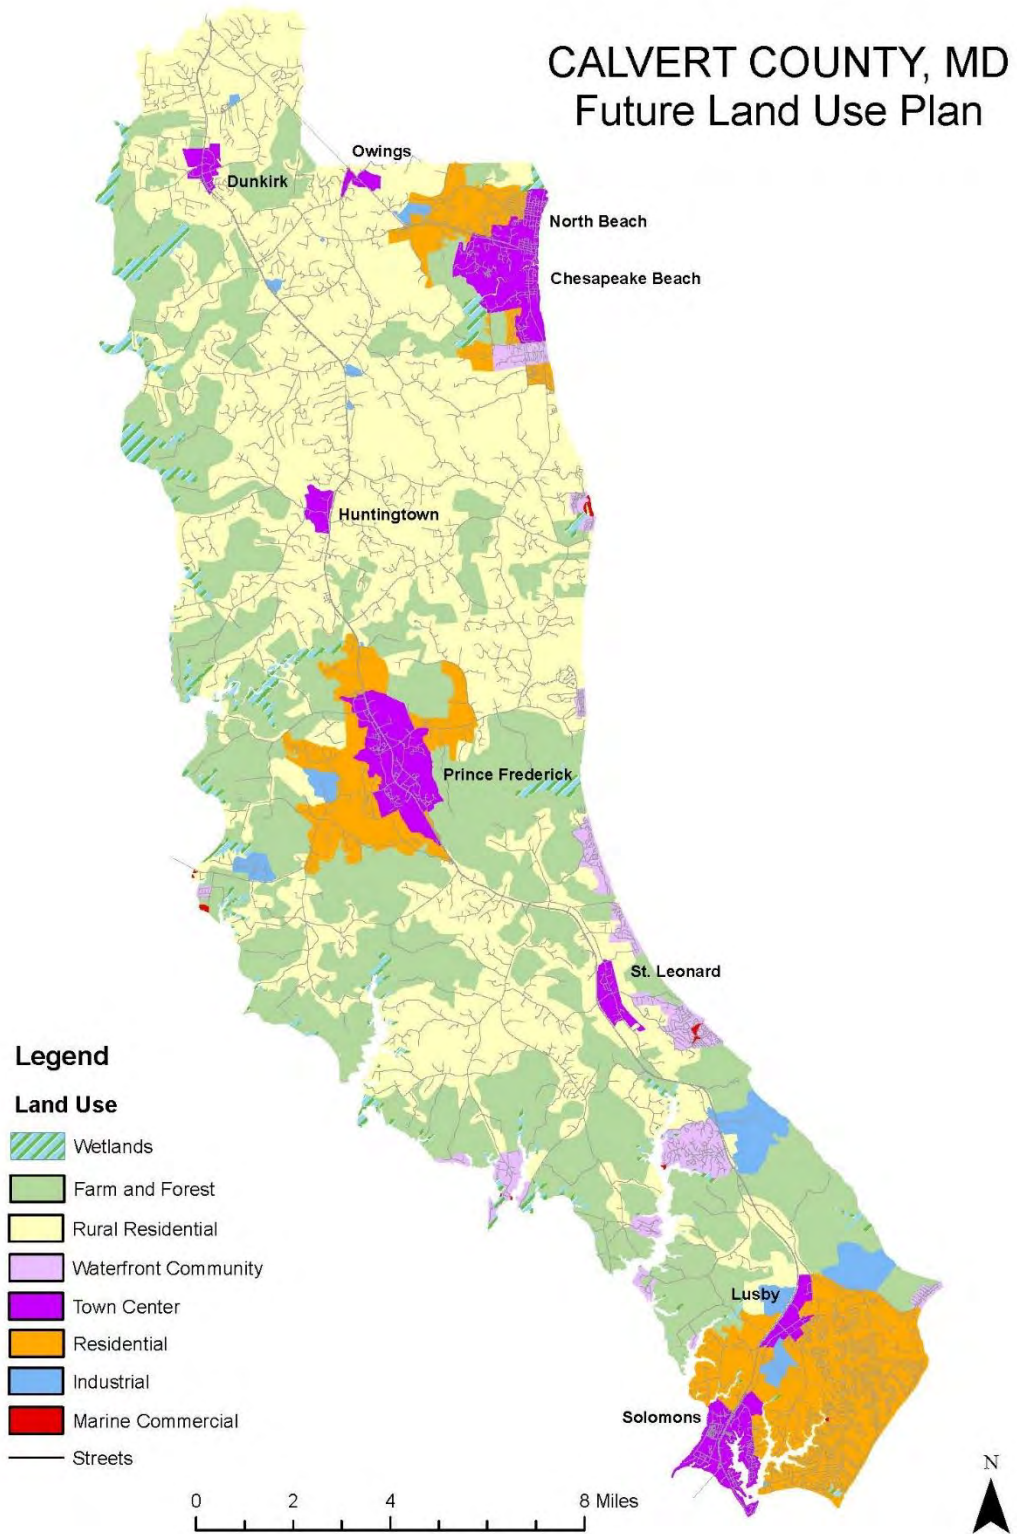 CALVERT COUNTY, MD
Future Land Use Plan
Owings
Dunkirk
North Beach
Chesapeake Beach
Huntingtown
Prince Frederick
St. Leonard
Lusby
Solomons
Legend
Land Use
Wetlands
Farm and Forest
Rural Residential
Waterfront Community
Town Center
Residential
Industrial
Marine Commercial
Streets
0 2 4 8 Miles
N